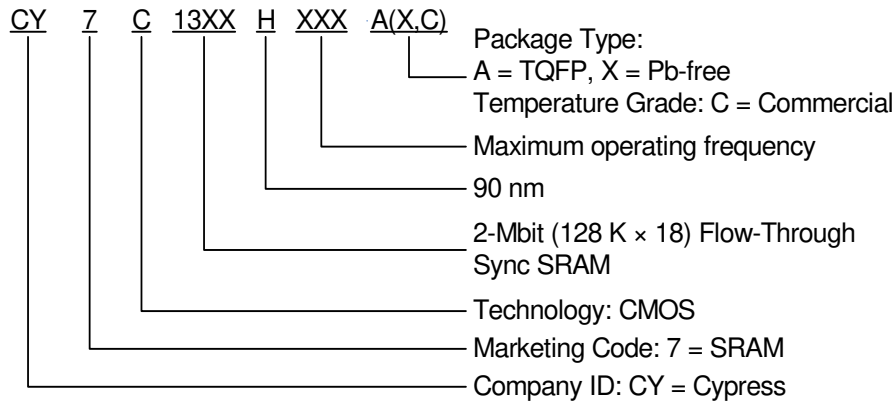 CY 7 C 13XX H XXX A(X,C)
Package Type:
A = TQFP, X = Pb-free
Temperature Grade: C = Commercial
Maximum operating frequency
90 nm
2-Mbit (128 K × 18) Flow-Through
Sync SRAM
Technology: CMOS
Marketing Code: 7 = SRAM
Company ID: CY = Cypress